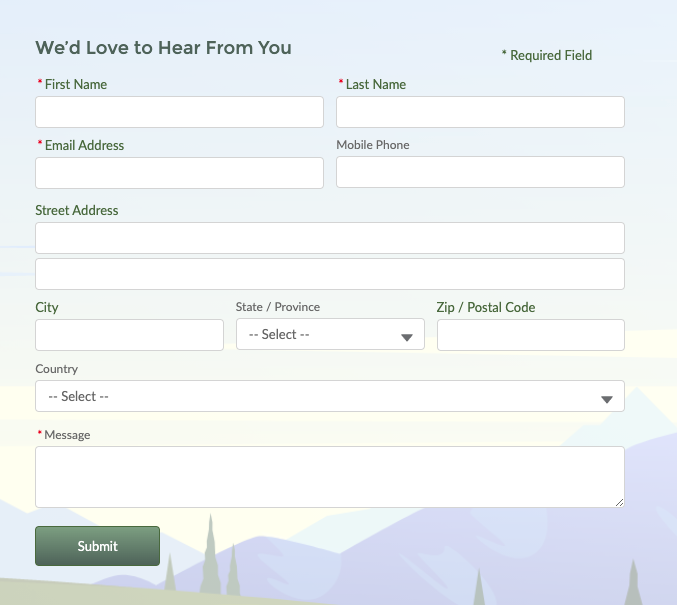 We'd Love to Hear From You
* Required Field
* First Name
* Last Name
* Email Address
Mobile Phone
Street Address
City
State / Province
Zip / Postal Code
-- Select --
Country
-- Select --
* Message
Submit